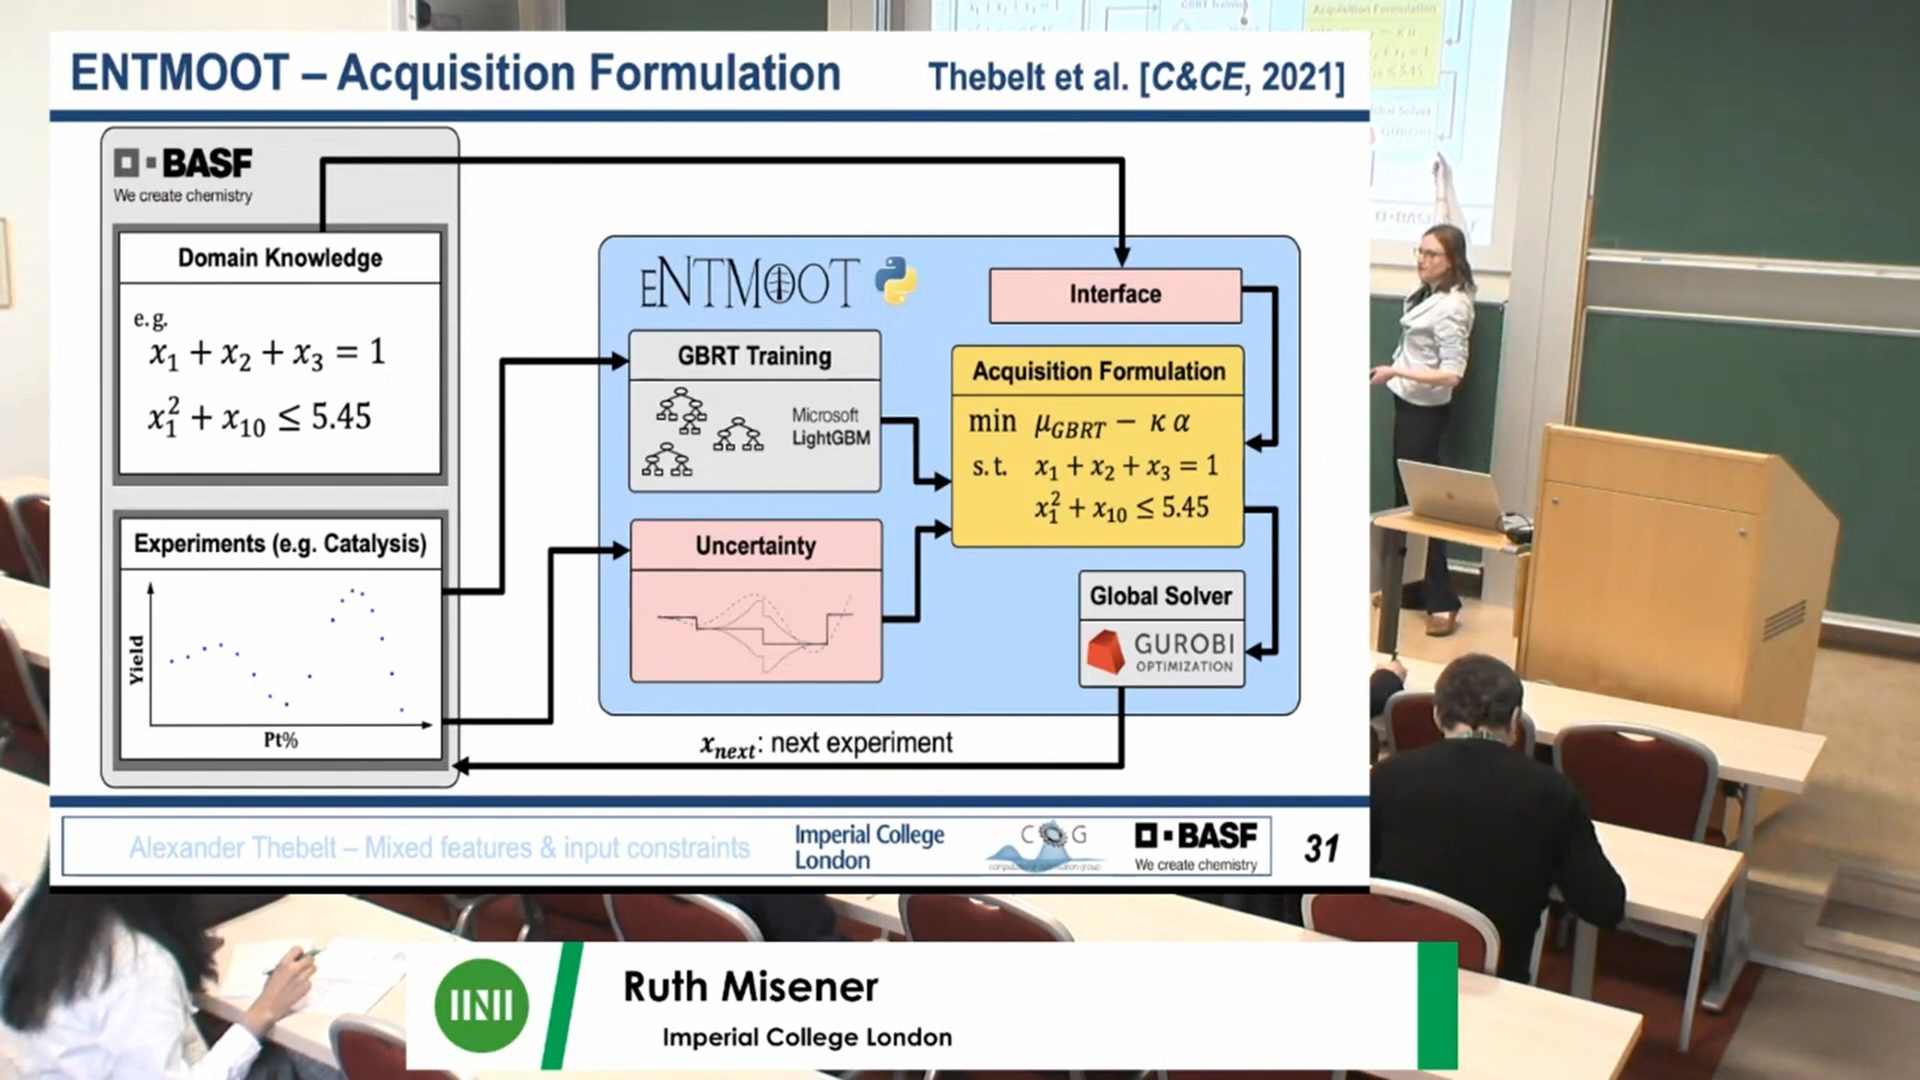 ENTMOOT – Acquisition Formulation
Thebelt et al. [C&CE, 2021]
BASF
We create chemistry
Domain Knowledge
e.g.
x₁ + x₂ + x₃ = 1
x₁² + x₁₀ ≤ 5.45
Experiments (e.g. Catalysis)
Yield
Pt%
ENTMOOT
GBRT Training
Microsoft
LightGBM
Uncertainty
Interface
Acquisition Formulation
min μ_GBRT − κ α
s.t. x₁ + x₂ + x₃ = 1
x₁² + x₁₀ ≤ 5.45
Global Solver
GUROBI
OPTIMIZATION
x_next: next experiment
Alexander Thebelt – Mixed features & input constraints
Imperial College
London
C G
BASF
We create chemistry
31
Acquisition Formulation
GUROBI
Ruth Misener
Imperial College London